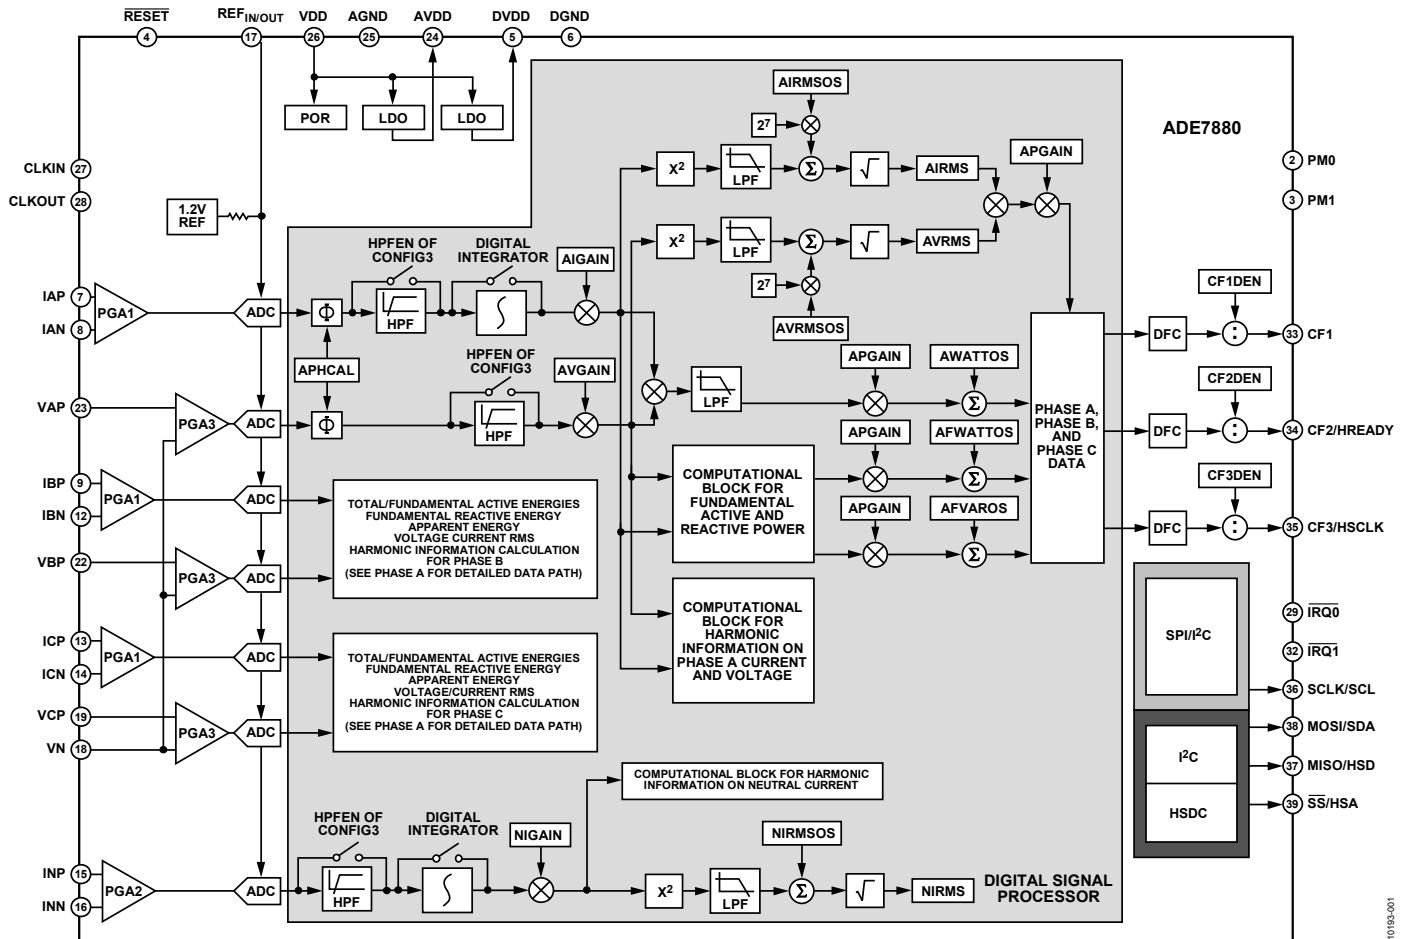 RESET
REFIN/OUT
VDD
AGND
AVDD
DVDD
DGND
4
17
26
25
24
5
6
POR
LDO
LDO
ADE7880
CLKIN 27
CLKOUT 28
1.2V
REF
2 PM0
3 PM1
AIRMSOS
2⁷
X²
LPF
Σ
√
AIRMS
APGAIN
X²
LPF
Σ
√
AVRMS
2⁷
AVRMSOS
HPFEN OF
CONFIG3
DIGITAL
INTEGRATOR
AIGAIN
IAP 7
IAN 8
PGA1
ADC
Φ
HPF
∫
APHCAL
HPFEN OF
CONFIG3
AVGAIN
VAP 23
PGA3
ADC
Φ
HPF
LPF
APGAIN
AWATTOS
Σ
APGAIN
AFWATTOS
Σ
APGAIN
AFVAROS
Σ
COMPUTATIONAL
BLOCK FOR
FUNDAMENTAL
ACTIVE AND
REACTIVE POWER
COMPUTATIONAL
BLOCK FOR
HARMONIC
INFORMATION ON
PHASE A CURRENT
AND VOLTAGE
PHASE A,
PHASE B,
AND
PHASE C
DATA
CF1DEN
DFC
:
33 CF1
CF2DEN
DFC
:
34 CF2/HREADY
CF3DEN
DFC
:
35 CF3/HSCLK
IBP 9
IBN 12
PGA1
ADC
VBP 22
PGA3
ADC
TOTAL/FUNDAMENTAL ACTIVE ENERGIES
FUNDAMENTAL REACTIVE ENERGY
APPARENT ENERGY
VOLTAGE CURRENT RMS
HARMONIC INFORMATION CALCULATION
FOR PHASE B
(SEE PHASE A FOR DETAILED DATA PATH)
ICP 13
ICN 14
PGA1
ADC
VCP 19
VN 18
PGA3
ADC
TOTAL/FUNDAMENTAL ACTIVE ENERGIES
FUNDAMENTAL REACTIVE ENERGY
APPARENT ENERGY
VOLTAGE/CURRENT RMS
HARMONIC INFORMATION CALCULATION
FOR PHASE C
(SEE PHASE A FOR DETAILED DATA PATH)
SPI/I²C
I²C
HSDC
29 IRQ0
32 IRQ1
36 SCLK/SCL
38 MOSI/SDA
37 MISO/HSD
39 SS/HSA
COMPUTATIONAL BLOCK FOR HARMONIC
INFORMATION ON NEUTRAL CURRENT
HPFEN OF
CONFIG3
DIGITAL
INTEGRATOR
NIGAIN
NIRMSOS
INP 15
INN 16
PGA2
ADC
HPF
∫
X²
LPF
Σ
√
NIRMS
DIGITAL SIGNAL
PROCESSOR
10193-001